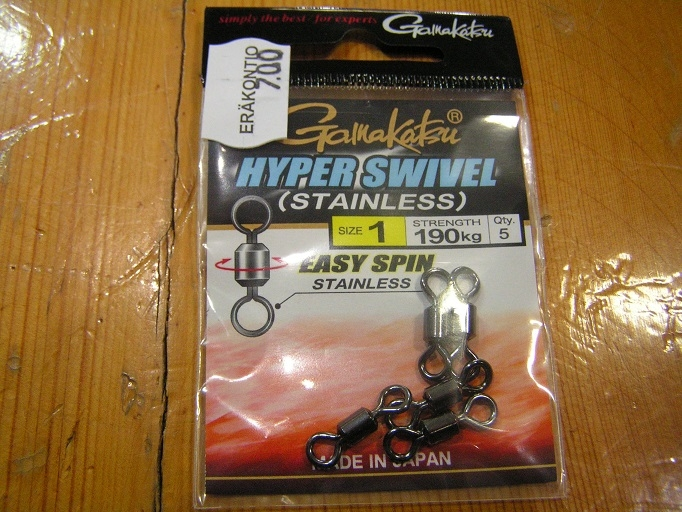 simply the best - for experts
Gamakatsu
ERÄKONTIO
7.00
Gamakatsu®
HYPER SWIVEL
(STAINLESS)
SIZE 1
STRENGTH
190kg
Qty.
5
EASY SPIN
STAINLESS
MADE IN JAPAN